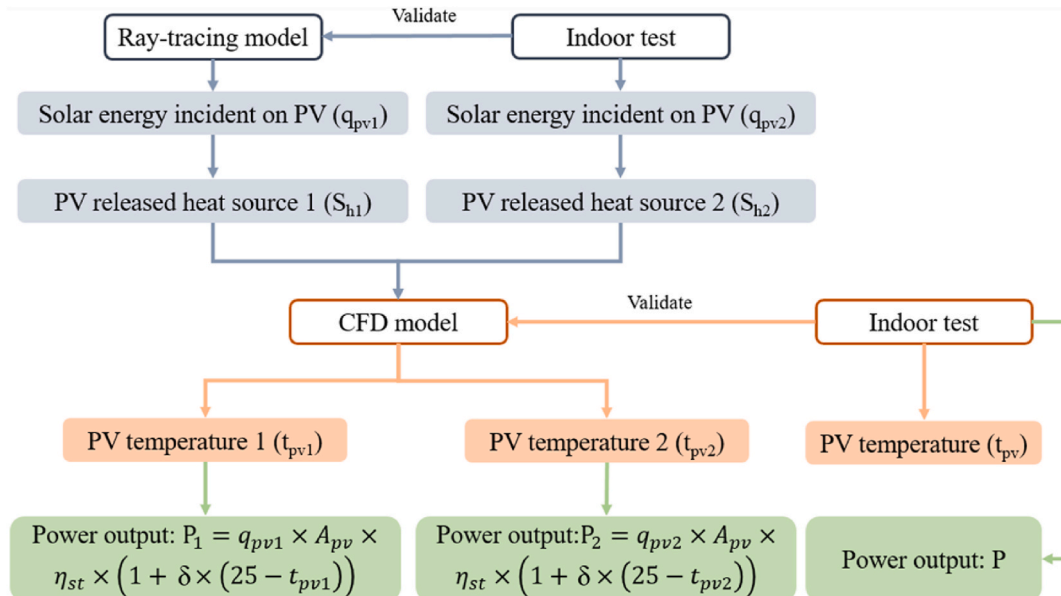 Validate
Ray-tracing model
Indoor test
Solar energy incident on PV (qpv1)
Solar energy incident on PV (qpv2)
PV released heat source 1 (Sh1)
PV released heat source 2 (Sh2)
Validate
CFD model
Indoor test
PV temperature 1 (tpv1)
PV temperature 2 (tpv2)
PV temperature (tpv)
Power output: P₁ = qpv1 × Apv ×
ηst × (1 + δ × (25 − tpv1))
Power output:P₂ = qpv2 × Apv ×
ηst × (1 + δ × (25 − tpv2))
Power output: P